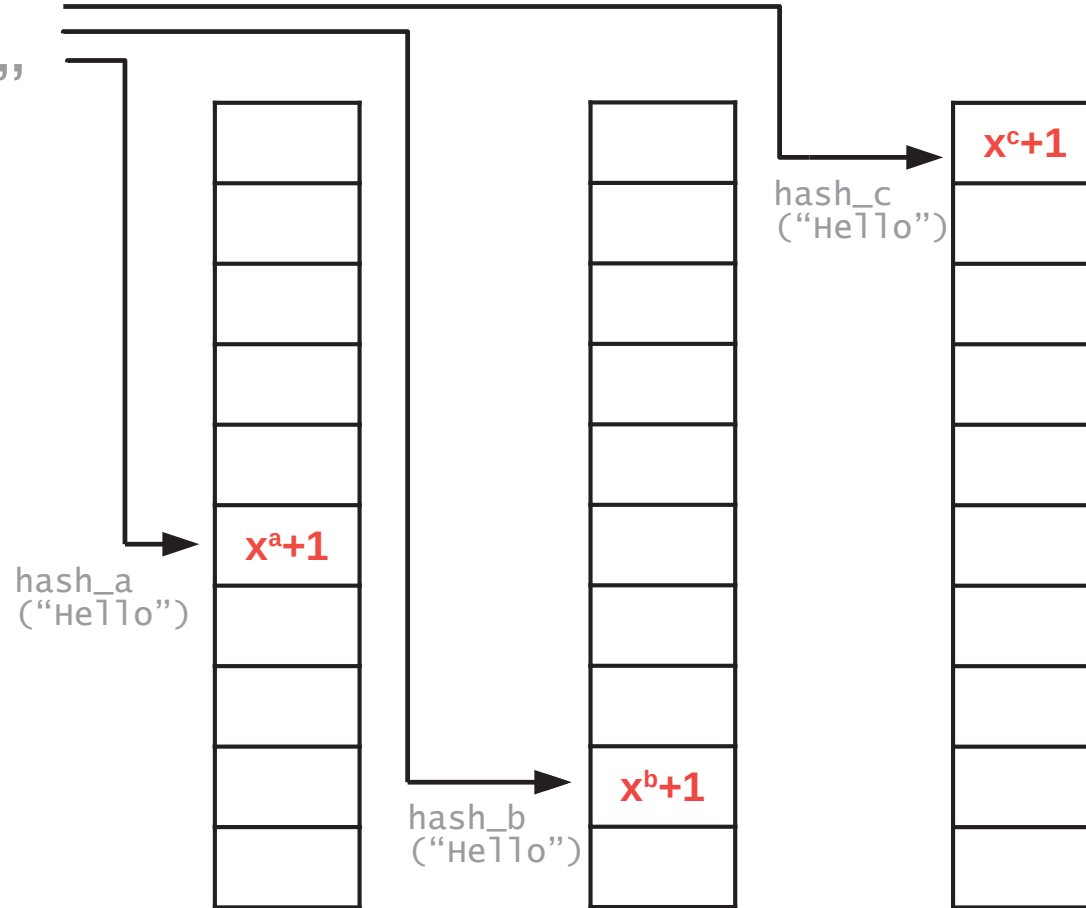 ”
xᶜ+1
hash_c
(“Hello”)
xᵃ+1
hash_a
(“Hello”)
xᵇ+1
hash_b
(“Hello”)